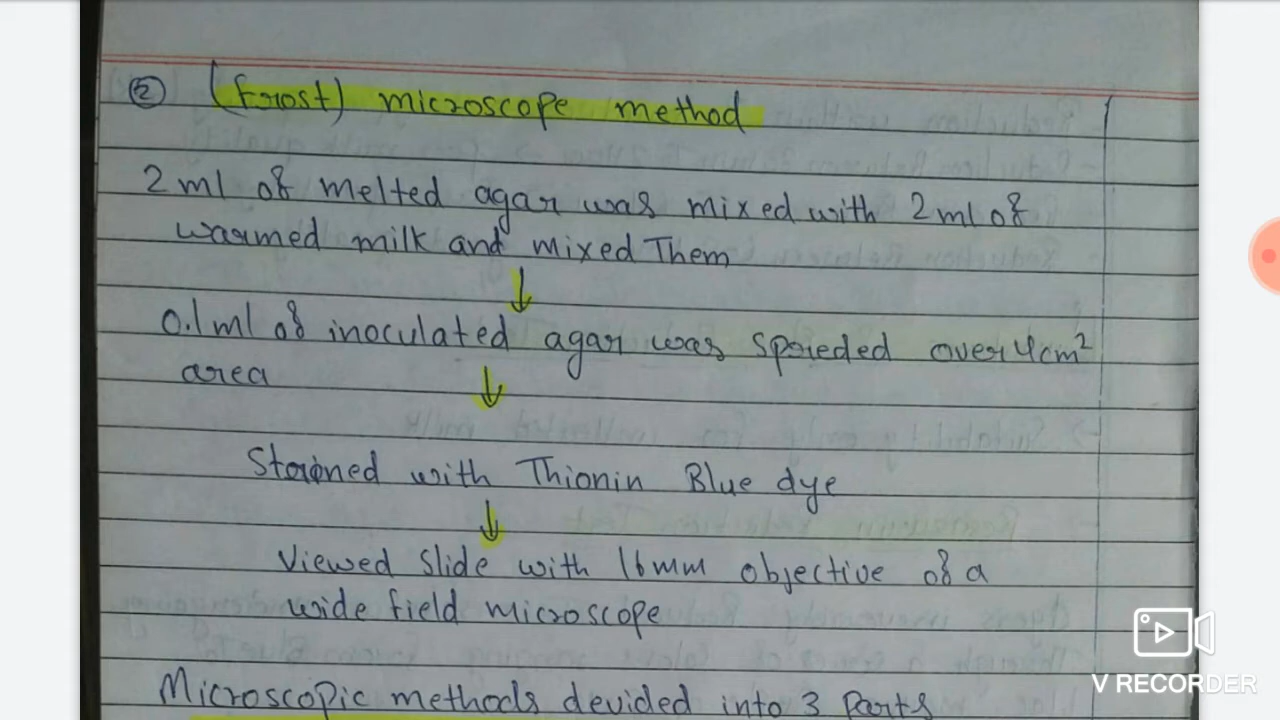 ② (Frost) microscope method
2 ml of melted agar was mixed with 2 ml of
warmed milk and mixed Them
↓
0.1 ml of inoculated agar was spreded over 4 cm²
area
↓
Stained with Thionin Blue dye
↓
Viewed slide with 16mm objective of a
wide field microscope
Microscopic methods devided into 3 Parts
V RECORDER